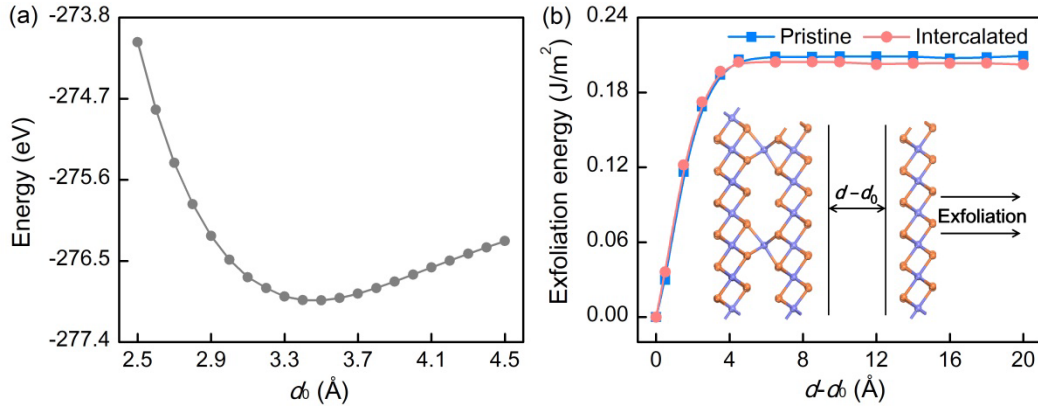 (a)
-273.8
-274.7
-275.6
-276.5
-277.4
Energy (eV)
2.5 2.9 3.3 3.7 4.1 4.5
d₀ (Å)
(b)
0.24
0.18
0.12
0.06
0.00
Exfoliation energy (J/m²)
Pristine Intercalated
d−d₀
Exfoliation
0 4 8 12 16 20
d-d₀ (Å)